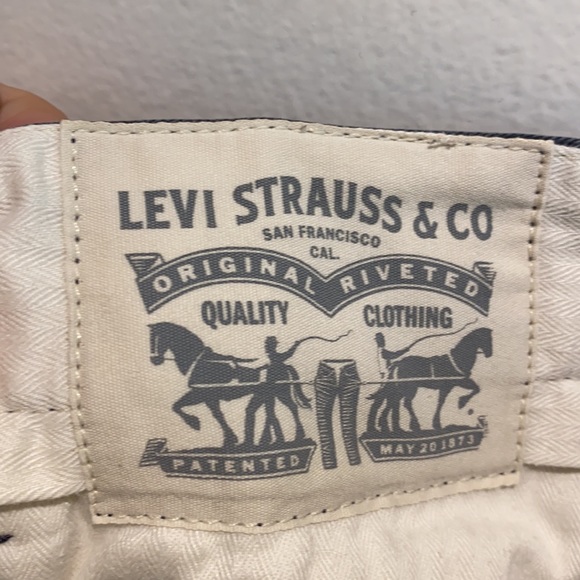 LEVI STRAUSS & CO
SAN FRANCISCO
CAL.
ORIGINAL RIVETED
QUALITY CLOTHING
PATENTED MAY 20 1873